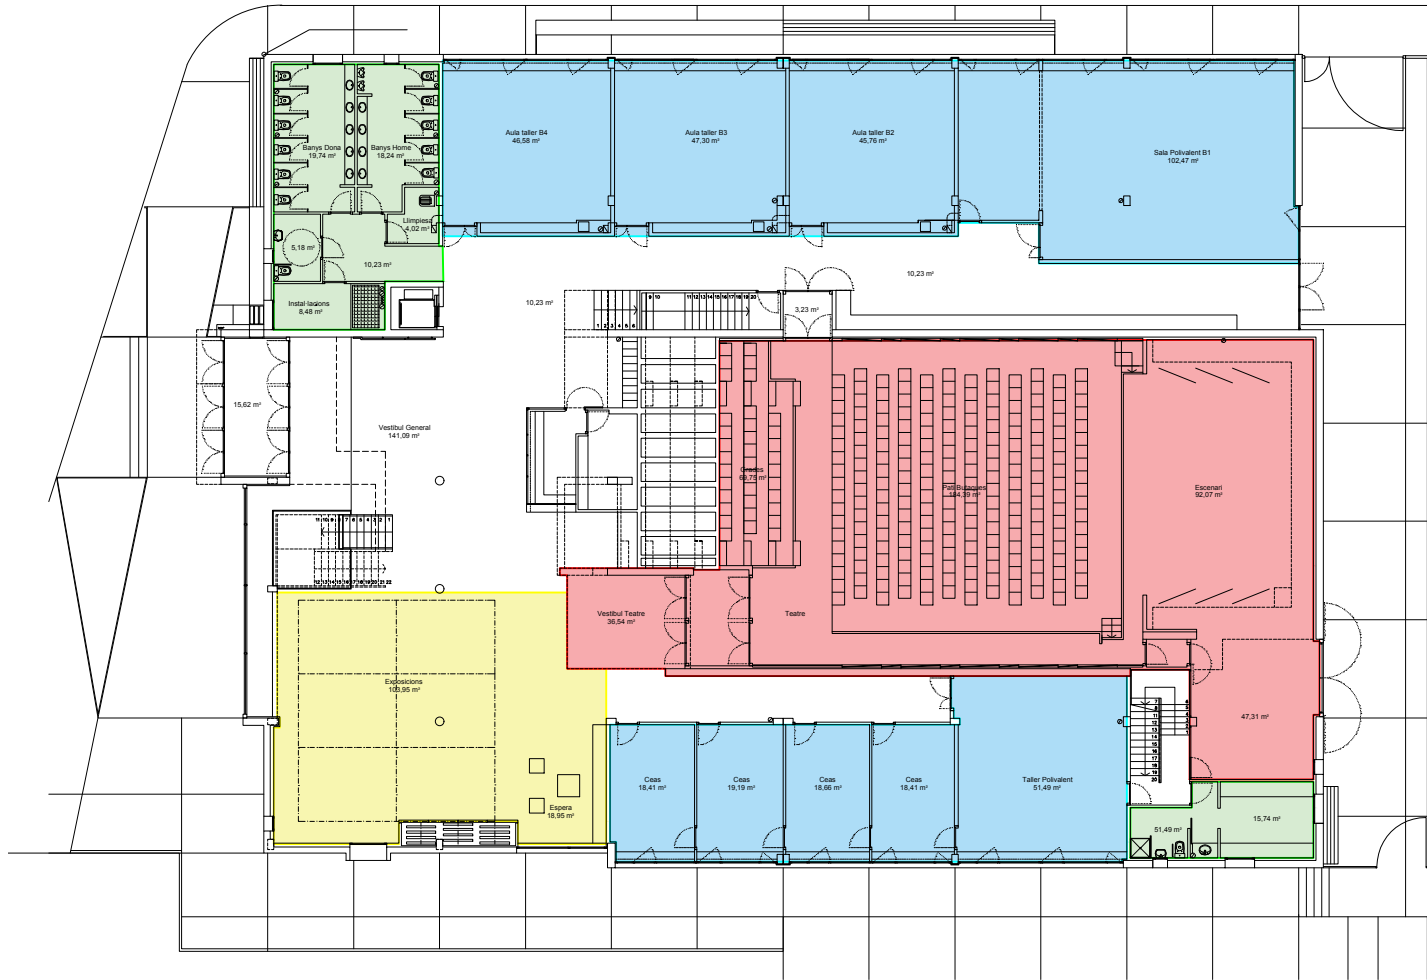 Aula taller B4
46,58 m²
Aula taller B3
47,30 m²
Aula taller B2
45,76 m²
Sala Polivalent B1
102,47 m²
Banys Dona
19,74 m²
Banys Home
18,24 m²
Llimpiesa
4,02 m²
5,18 m²
10,23 m²
10,23 m²
Instal·lacions
8,48 m²
10,23 m²
3,23 m²
15,62 m²
Vestibul General
141,09 m²
Grades
69,75 m²
Pati Butaques
184,39 m²
Escenari
92,07 m²
Vestibul Teatre
36,54 m²
Teatre
Exposicions
103,95 m²
47,31 m²
Ceas
18,41 m²
Ceas
19,19 m²
Ceas
18,66 m²
Ceas
18,41 m²
Taller Polivalent
51,49 m²
Espera
18,95 m²
51,49 m²
15,74 m²